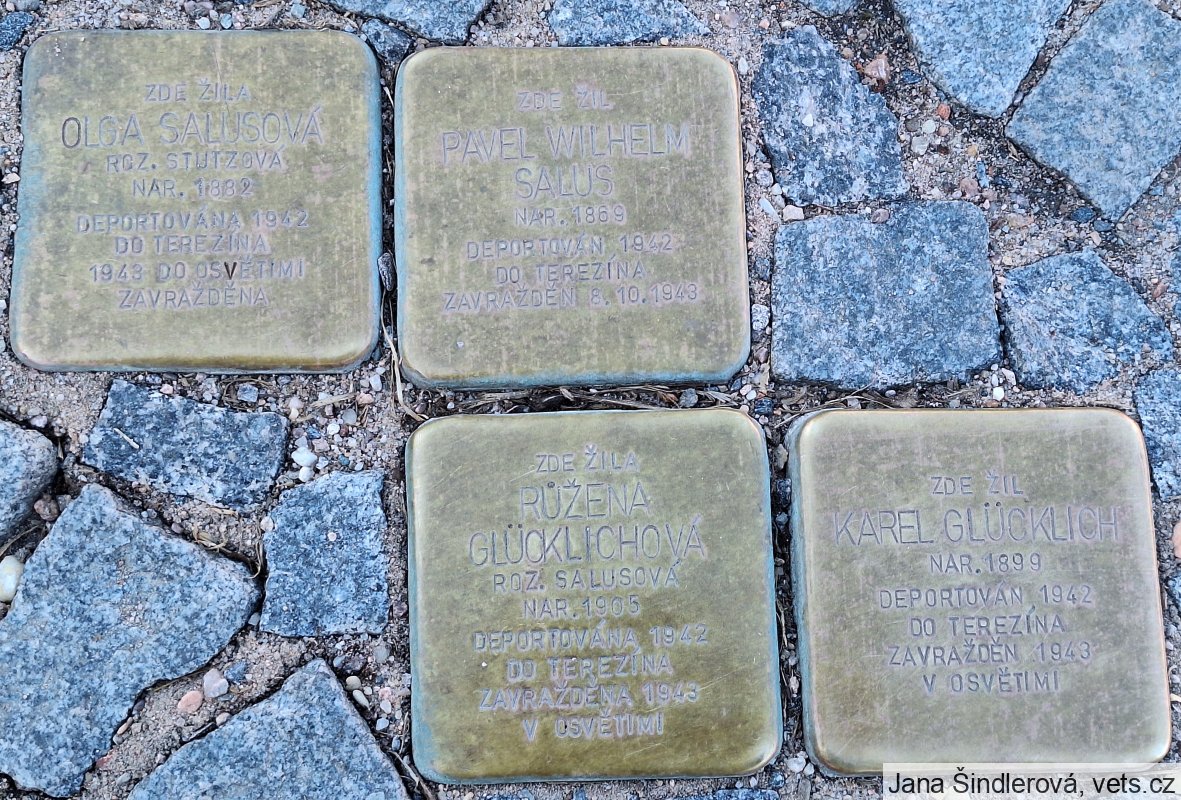 ZDE ŽILA
OLGA SALUSOVÁ
ROZ. STUTZOVÁ
NAR. 1882
DEPORTOVÁNA 1942
DO TEREZÍNA
1943 DO OSVĚTIMI
ZAVRAŽDĚNA
ZDE ŽIL
PAVEL WILHELM
SALUS
NAR. 1869
DEPORTOVÁN 1942
DO TEREZÍNA
ZAVRAŽDĚN 8.10.1943
ZDE ŽILA
RŮŽENA
GLÜCKLICHOVÁ
ROZ. SALUSOVÁ
NAR. 1905
DEPORTOVÁNA 1942
DO TEREZÍNA
ZAVRAŽDĚNA 1943
V OSVĚTIMI
ZDE ŽIL
KAREL GLÜCKLICH
NAR. 1899
DEPORTOVÁN 1942
DO TEREZÍNA
ZAVRAŽDĚN 1943
V OSVĚTIMI
Jana Šindlerová, vets.cz